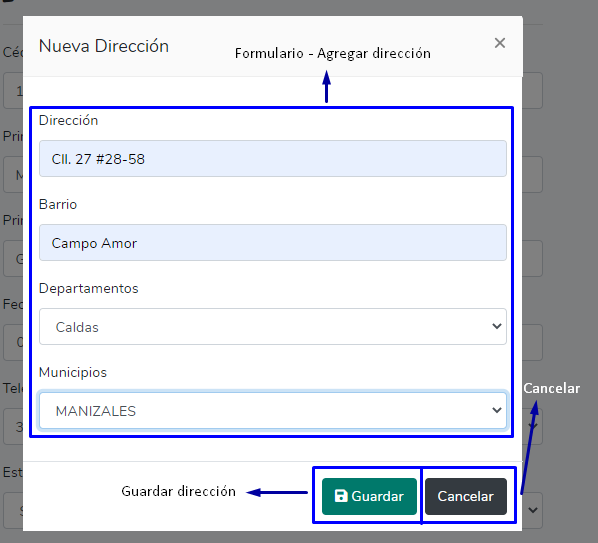 Nueva Dirección
×
Formulario - Agregar dirección
Dirección
Cll. 27 #28-58
Barrio
Campo Amor
Departamentos
Caldas
Municipios
MANIZALES
Cancelar
Guardar dirección
Guardar
Cancelar